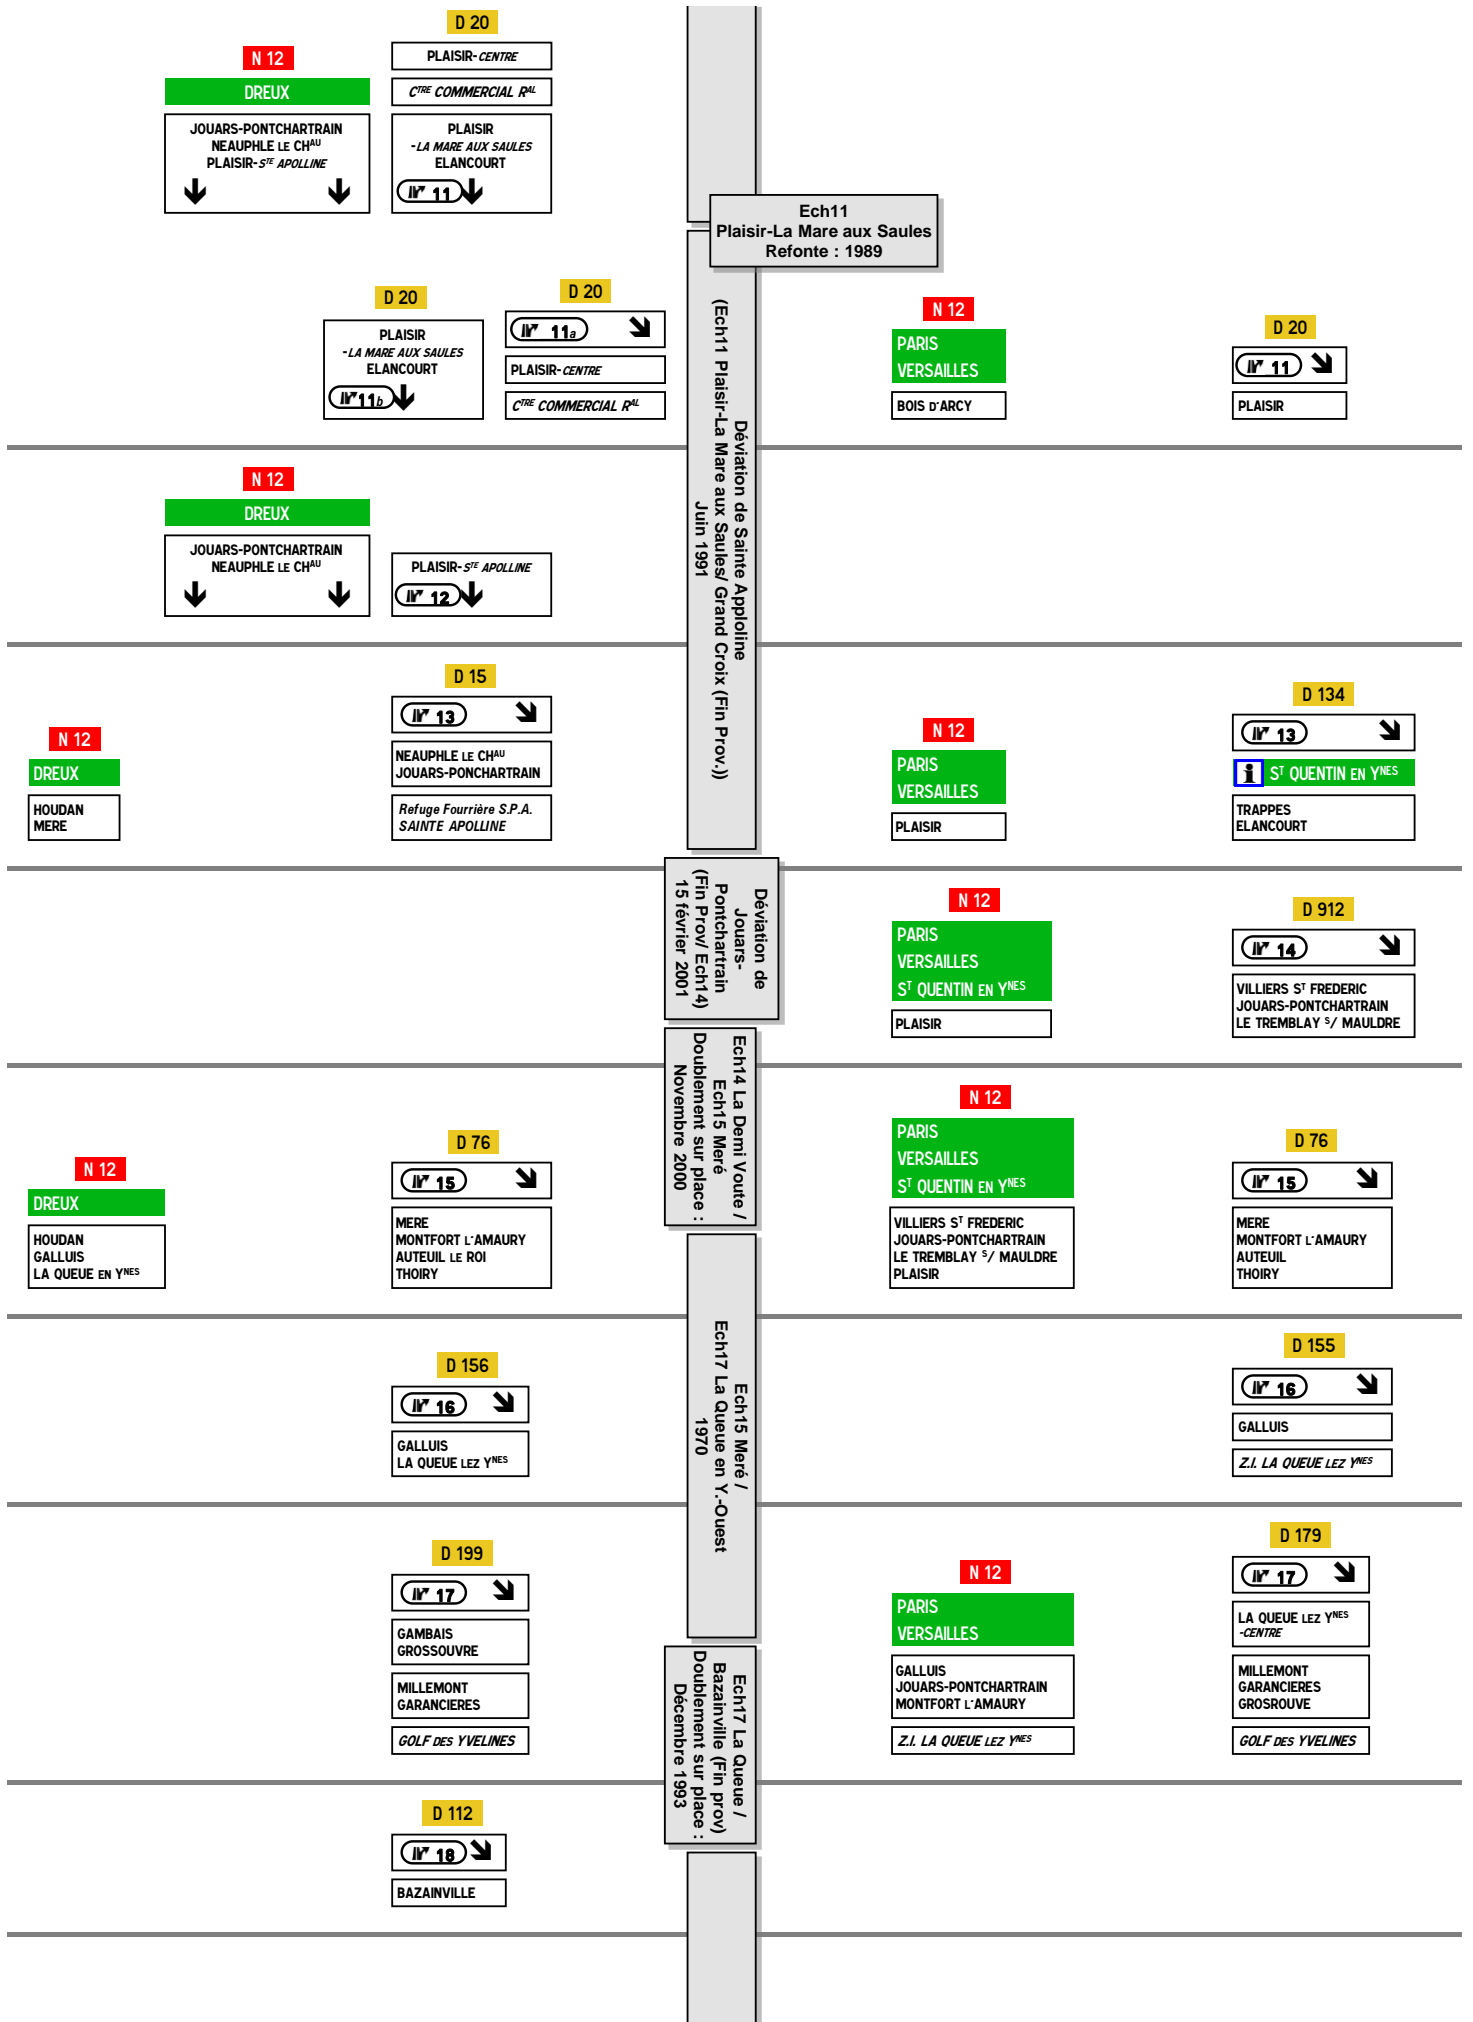 D 20
PLAISIR-CENTRE
CTRE COMMERCIAL RAL
PLAISIR
-LA MARE AUX SAULES
ELANCOURT
11
N 12
DREUX
JOUARS-PONTCHARTRAIN
NEAUPHLE LE CHAU
PLAISIR-STE APOLLINE
Ech11
Plaisir-La Mare aux Saules
Refonte : 1989
D 20
PLAISIR
-LA MARE AUX SAULES
ELANCOURT
11b
D 20
11a
PLAISIR-CENTRE
CTRE COMMERCIAL RAL
N 12
PARIS
VERSAILLES
BOIS D'ARCY
D 20
11
PLAISIR
Déviation de Sainte Apploline
(Ech11 Plaisir-La Mare aux Saules/ Grand Croix (Fin Prov.))
Juin 1991
N 12
DREUX
JOUARS-PONTCHARTRAIN
NEAUPHLE LE CHAU
PLAISIR-STE APOLLINE
12
N 12
DREUX
HOUDAN
MERE
D 15
13
NEAUPHLE LE CHAU
JOUARS-PONCHARTRAIN
Refuge Fourrière S.P.A.
SAINTE APOLLINE
N 12
PARIS
VERSAILLES
PLAISIR
D 134
13
i ST QUENTIN EN YNES
TRAPPES
ELANCOURT
Déviation de
Jouars-
Pontchartrain
(Fin Prov/ Ech14)
15 février 2001
N 12
PARIS
VERSAILLES
ST QUENTIN EN YNES
PLAISIR
D 912
14
VILLIERS ST FREDERIC
JOUARS-PONTCHARTRAIN
LE TREMBLAY S/ MAULDRE
Ech14 La Demi Voute /
Ech15 Meré
Doublement sur place :
Novembre 2000
N 12
DREUX
HOUDAN
GALLUIS
LA QUEUE EN YNES
D 76
15
MERE
MONTFORT L'AMAURY
AUTEUIL LE ROI
THOIRY
N 12
PARIS
VERSAILLES
ST QUENTIN EN YNES
VILLIERS ST FREDERIC
JOUARS-PONTCHARTRAIN
LE TREMBLAY S/ MAULDRE
PLAISIR
D 76
15
MERE
MONTFORT L'AMAURY
AUTEUIL
THOIRY
Ech15 Meré /
Ech17 La Queue en Y.-Ouest
1970
D 156
16
GALLUIS
LA QUEUE LEZ YNES
D 155
16
GALLUIS
Z.I. LA QUEUE LEZ YNES
D 199
17
GAMBAIS
GROSSOUVRE
MILLEMONT
GARANCIERES
GOLF DES YVELINES
N 12
PARIS
VERSAILLES
GALLUIS
JOUARS-PONTCHARTRAIN
MONTFORT L'AMAURY
Z.I. LA QUEUE LEZ YNES
D 179
17
LA QUEUE LEZ YNES
-CENTRE
MILLEMONT
GARANCIERES
GROSROUVE
GOLF DES YVELINES
Ech17 La Queue /
Bazainville (Fin prov)
Doublement sur place :
Décembre 1993
D 112
18
BAZAINVILLE